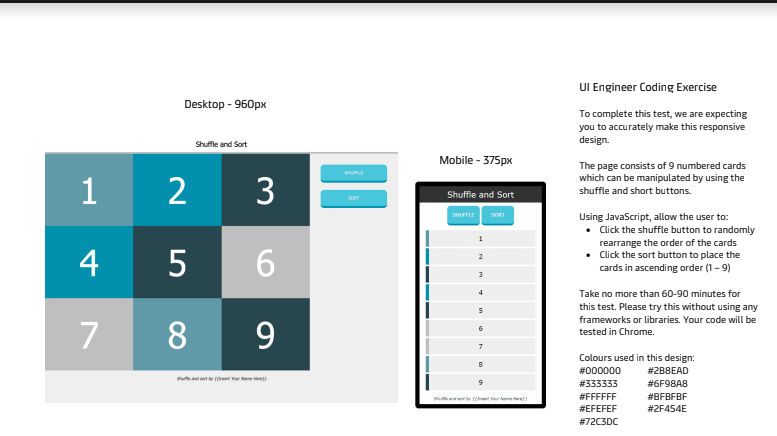 Desktop - 960px
Shuffle and Sort
1
2
3
SHUFFLE
SORT
4
5
6
7
8
9
Shuffle and sort by {{Insert Your Name Here}}
Mobile - 375px
Shuffle and Sort
SHUFFLE
SORT
1
2
3
4
5
6
7
8
9
Shuffle and sort by {{Insert Your Name Here}}
UI Engineer Coding Exercise
To complete this test, we are expecting
you to accurately make this responsive
design.
The page consists of 9 numbered cards
which can be manipulated by using the
shuffle and short buttons.
Using JavaScript, allow the user to:
• Click the shuffle button to randomly
rearrange the order of the cards
• Click the sort button to place the
cards in ascending order (1 – 9)
Take no more than 60-90 minutes for
this test. Please try this without using any
frameworks or libraries. Your code will be
tested in Chrome.
Colours used in this design:
#000000 #2B8EAD
#333333 #6F98A8
#FFFFFF #BFBFBF
#EFEFEF #2F454E
#72C3DC